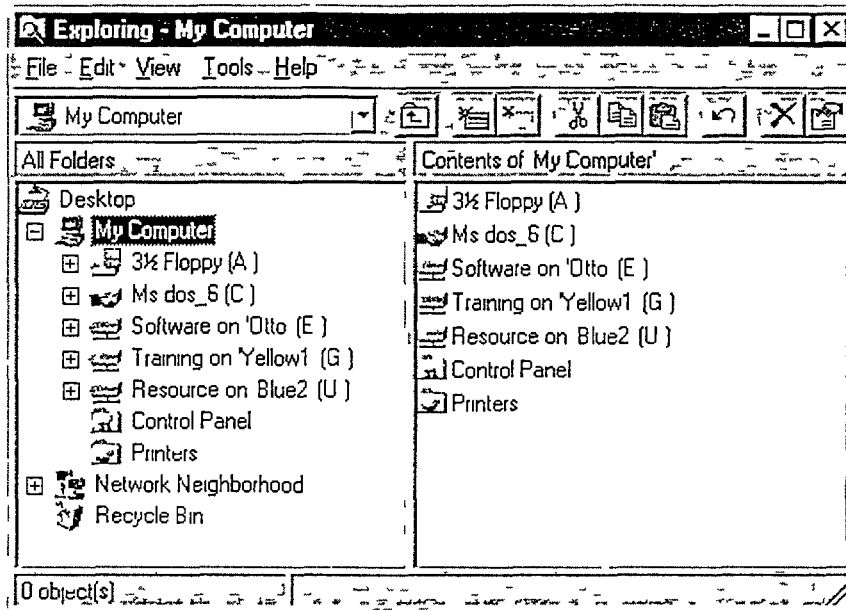 Exploring - My Computer
File Edit View Tools Help
My Computer
All Folders
Contents of My Computer'
Desktop
My Computer
3½ Floppy (A )
Ms dos_6 (C )
Software on 'Otto (E )
Training on 'Yellow1 (G )
Resource on Blue2 (U )
Control Panel
Printers
Network Neighborhood
Recycle Bin
3½ Floppy (A )
Ms dos_6 (C )
Software on 'Otto (E )
Training on 'Yellow1 (G )
Resource on Blue2 (U )
Control Panel
Printers
0 object(s)